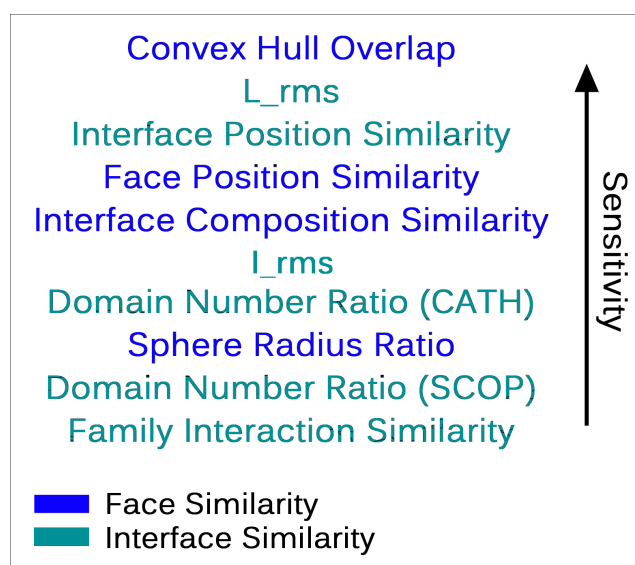 Convex Hull Overlap
L_rms
Interface Position Similarity
Face Position Similarity
Interface Composition Similarity
I_rms
Domain Number Ratio (CATH)
Sphere Radius Ratio
Domain Number Ratio (SCOP)
Family Interaction Similarity
Sensitivity
Face Similarity
Interface Similarity